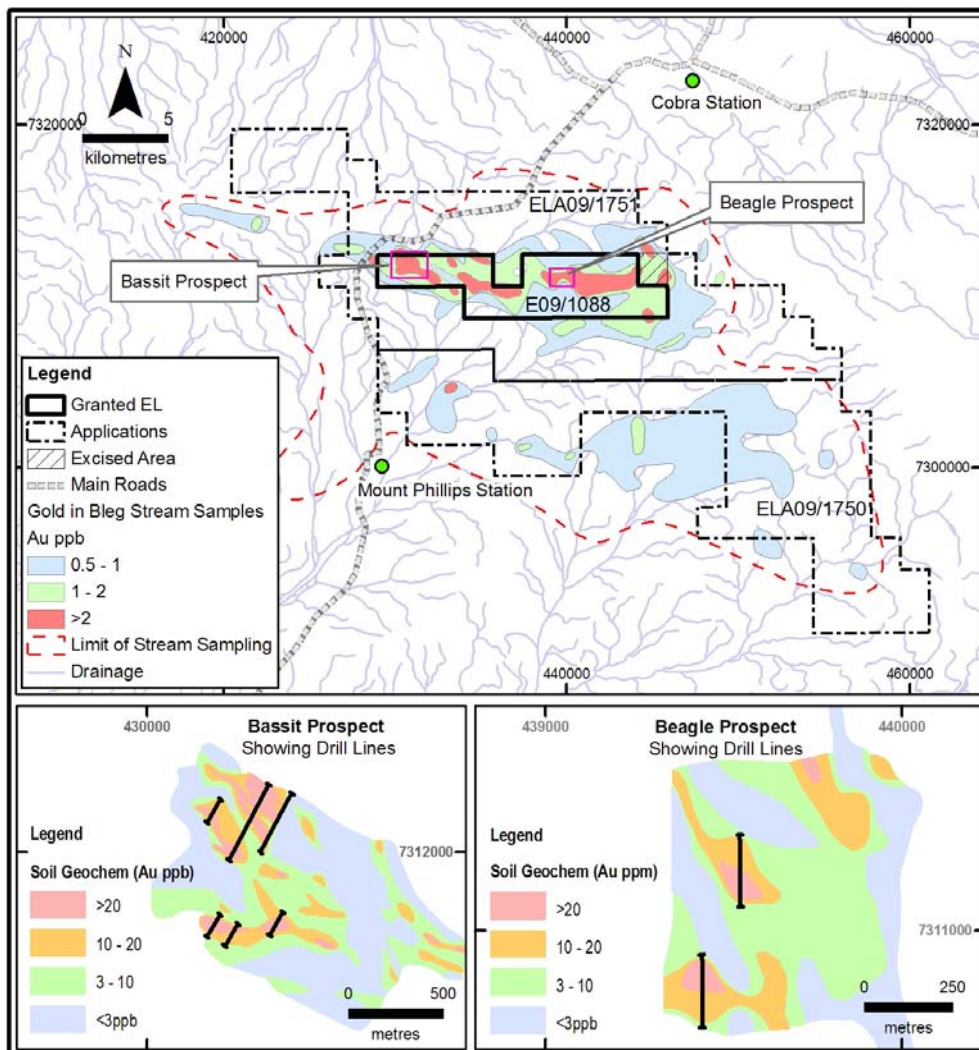 420000
440000
460000
N
0 5
kilometres
Cobra Station
7320000
7320000
ELA09/1751
Beagle Prospect
Bassit Prospect
E09/1088
Legend
Granted EL
Applications
Excised Area
Main Roads
Gold in Bleg Stream Samples
Au ppb
0.5 - 1
1 - 2
>2
Limit of Stream Sampling
Drainage
Mount Phillips Station
7300000
ELA09/1750
440000
460000
430000
Bassit Prospect
Showing Drill Lines
Legend
Soil Geochem (Au ppb)
>20
10 - 20
3 - 10
<3ppb
7312000
0 500
metres
439000
Beagle Prospect
440000
Showing Drill Lines
Legend
Soil Geochem (Au ppm)
>20
10 - 20
3 - 10
<3ppb
7311000
0 250
metres